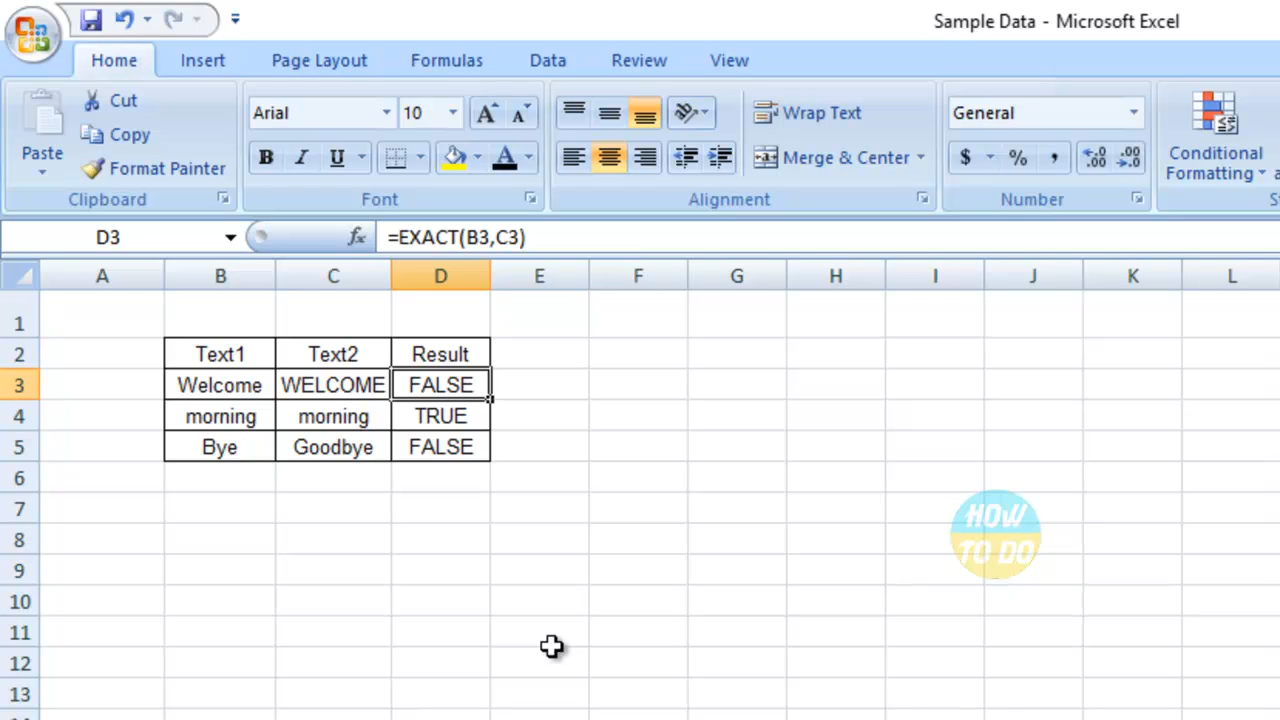 Sample Data - Microsoft Excel
Home Insert Page Layout Formulas Data Review View
Paste
Cut
Copy
Format Painter
Clipboard
Arial 10
B I U A
Font
Wrap Text
Merge & Center
Alignment
General
$ % , .00 .0
Number
Conditional
Formatting
D3 fx =EXACT(B3,C3)
A B C D E F G H I J K L
1
2 Text1 Text2 Result
3 Welcome WELCOME FALSE
4 morning morning TRUE
5 Bye Goodbye FALSE
6
7
8
9
10
11
12
13
HOW
TO DO